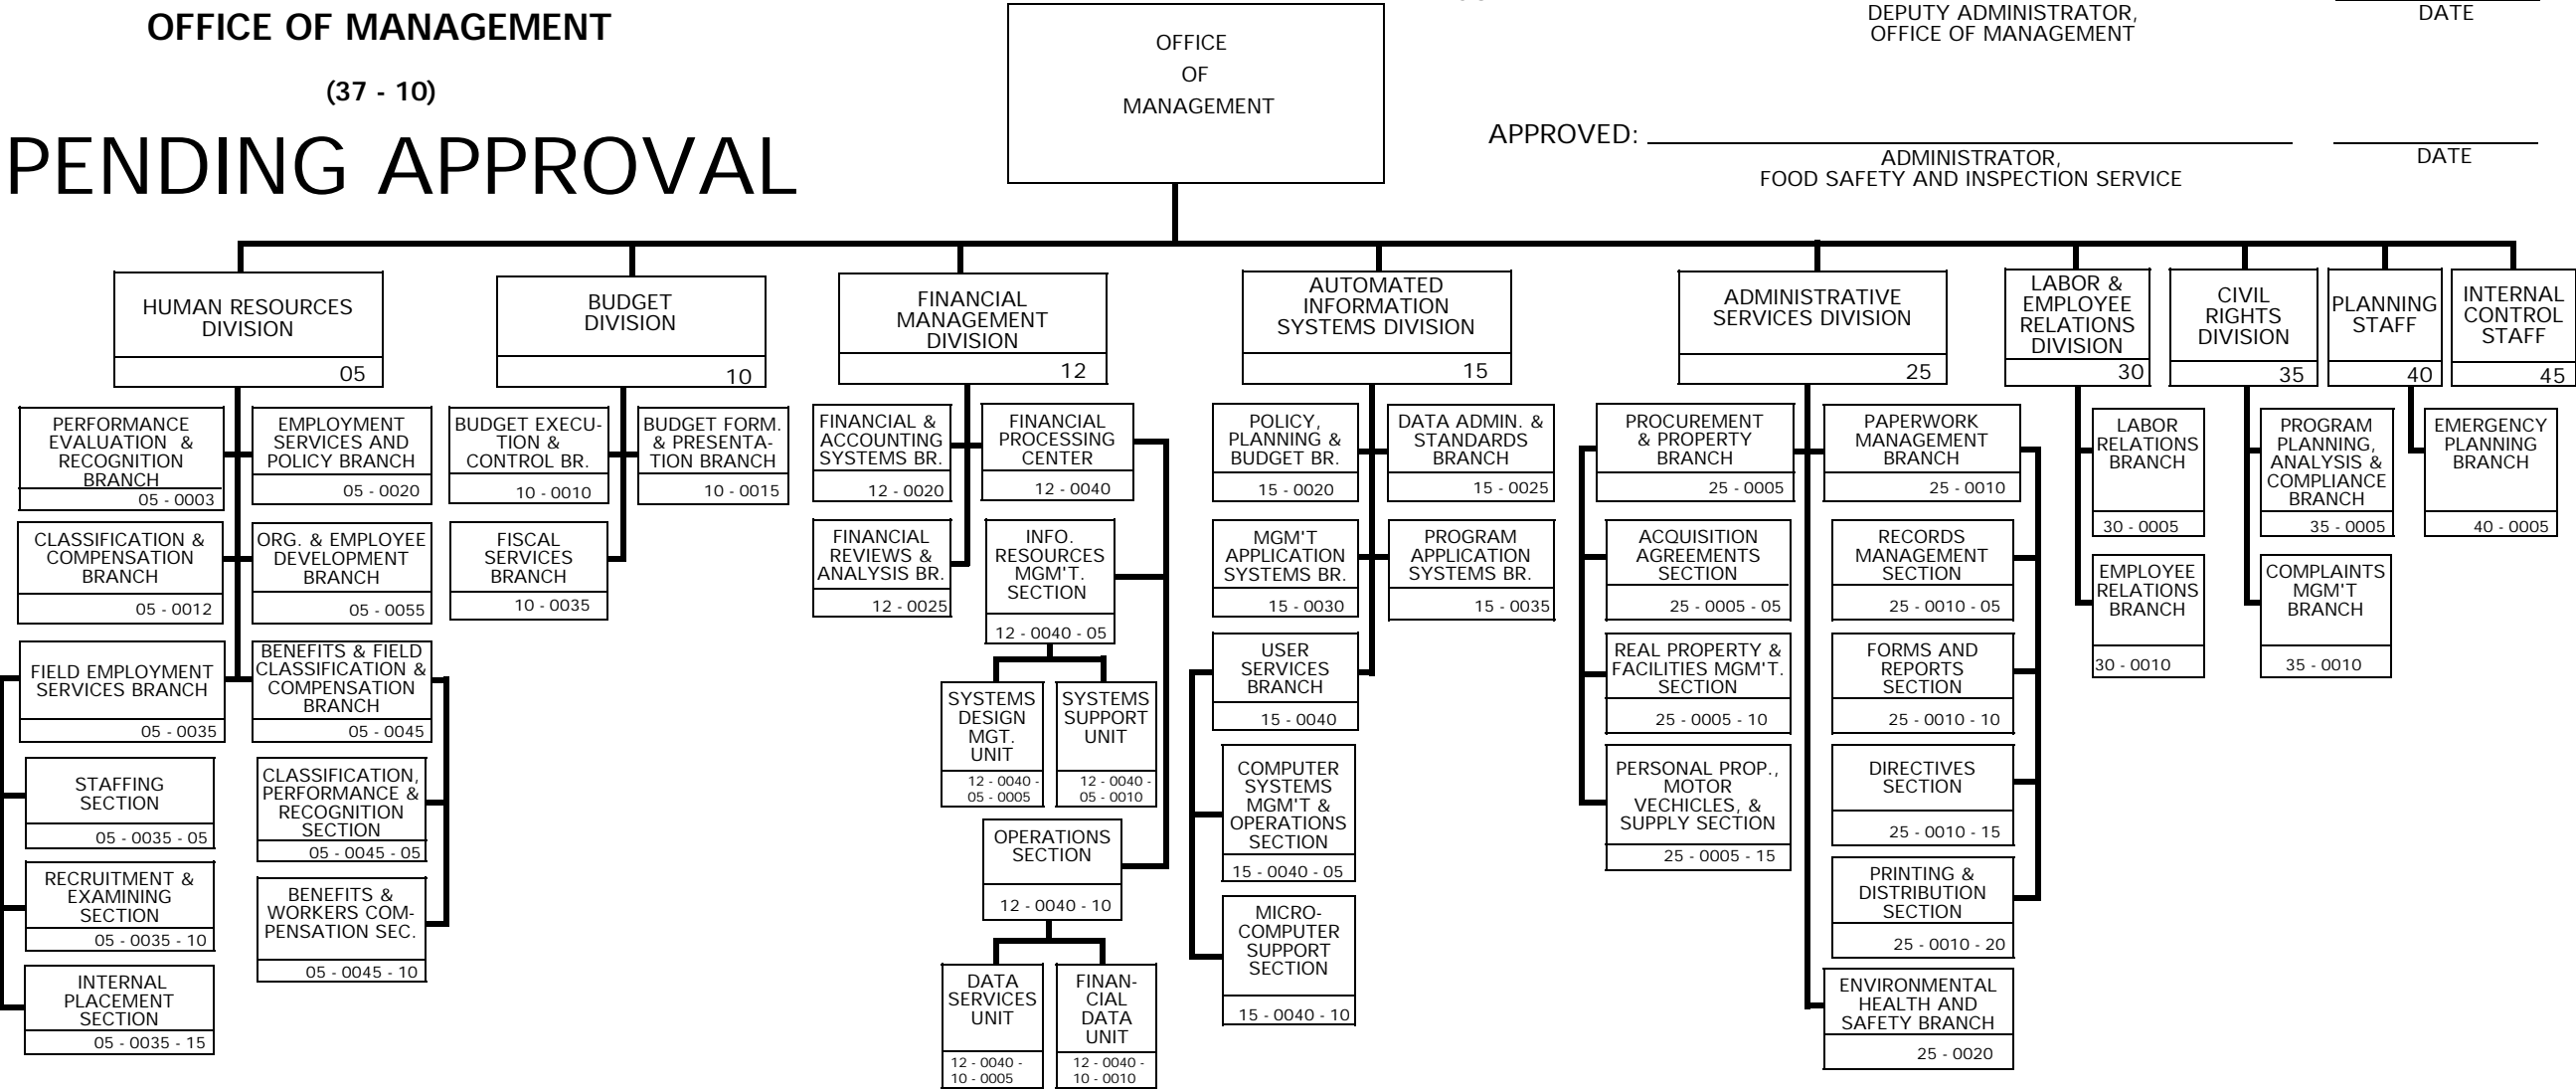 OFFICE OF MANAGEMENT
(37 - 10)
PENDING APPROVAL
OFFICE
OF
MANAGEMENT
DEPUTY ADMINISTRATOR,
OFFICE OF MANAGEMENT
DATE
APPROVED:
ADMINISTRATOR,
FOOD SAFETY AND INSPECTION SERVICE
DATE
HUMAN RESOURCES
DIVISION
05
BUDGET
DIVISION
10
FINANCIAL
MANAGEMENT
DIVISION
12
AUTOMATED
INFORMATION
SYSTEMS DIVISION
15
ADMINISTRATIVE
SERVICES DIVISION
25
LABOR &
EMPLOYEE
RELATIONS
DIVISION
30
CIVIL
RIGHTS
DIVISION
35
PLANNING
STAFF
40
INTERNAL
CONTROL
STAFF
45
PERFORMANCE
EVALUATION &
RECOGNITION
BRANCH
05 - 0003
EMPLOYMENT
SERVICES AND
POLICY BRANCH
05 - 0020
CLASSIFICATION &
COMPENSATION
BRANCH
05 - 0012
ORG. & EMPLOYEE
DEVELOPMENT
BRANCH
05 - 0055
FIELD EMPLOYMENT
SERVICES BRANCH
05 - 0035
BENEFITS & FIELD
CLASSIFICATION &
COMPENSATION
BRANCH
05 - 0045
STAFFING
SECTION
05 - 0035 - 05
CLASSIFICATION,
PERFORMANCE &
RECOGNITION
SECTION
05 - 0045 - 05
RECRUITMENT &
EXAMINING
SECTION
05 - 0035 - 10
BENEFITS &
WORKERS COM-
PENSATION SEC.
05 - 0045 - 10
INTERNAL
PLACEMENT
SECTION
05 - 0035 - 15
BUDGET EXECU-
TION &
CONTROL BR.
10 - 0010
BUDGET FORM.
& PRESENTA-
TION BRANCH
10 - 0015
FISCAL
SERVICES
BRANCH
10 - 0035
FINANCIAL &
ACCOUNTING
SYSTEMS BR.
12 - 0020
FINANCIAL
PROCESSING
CENTER
12 - 0040
FINANCIAL
REVIEWS &
ANALYSIS BR.
12 - 0025
INFO.
RESOURCES
MGM'T.
SECTION
12 - 0040 - 05
SYSTEMS
DESIGN
MGT.
UNIT
12 - 0040 -
05 - 0005
SYSTEMS
SUPPORT
UNIT
12 - 0040 -
05 - 0010
OPERATIONS
SECTION
12 - 0040 - 10
DATA
SERVICES
UNIT
12 - 0040 -
10 - 0005
FINAN-
CIAL
DATA
UNIT
12 - 0040 -
10 - 0010
POLICY,
PLANNING &
BUDGET BR.
15 - 0020
DATA ADMIN. &
STANDARDS
BRANCH
15 - 0025
MGM'T
APPLICATION
SYSTEMS BR.
15 - 0030
PROGRAM
APPLICATION
SYSTEMS BR.
15 - 0035
USER
SERVICES
BRANCH
15 - 0040
COMPUTER
SYSTEMS
MGM'T &
OPERATIONS
SECTION
15 - 0040 - 05
MICRO-
COMPUTER
SUPPORT
SECTION
15 - 0040 - 10
PROCUREMENT
& PROPERTY
BRANCH
25 - 0005
PAPERWORK
MANAGEMENT
BRANCH
25 - 0010
ACQUISITION
AGREEMENTS
SECTION
25 - 0005 - 05
RECORDS
MANAGEMENT
SECTION
25 - 0010 - 05
REAL PROPERTY &
FACILITIES MGM'T.
SECTION
25 - 0005 - 10
FORMS AND
REPORTS
SECTION
25 - 0010 - 10
PERSONAL PROP.,
MOTOR
VECHICLES, &
SUPPLY SECTION
25 - 0005 - 15
DIRECTIVES
SECTION
25 - 0010 - 15
PRINTING &
DISTRIBUTION
SECTION
25 - 0010 - 20
ENVIRONMENTAL
HEALTH AND
SAFETY BRANCH
25 - 0020
LABOR
RELATIONS
BRANCH
30 - 0005
EMPLOYEE
RELATIONS
BRANCH
30 - 0010
PROGRAM
PLANNING,
ANALYSIS &
COMPLIANCE
BRANCH
35 - 0005
COMPLAINTS
MGM'T
BRANCH
35 - 0010
EMERGENCY
PLANNING
BRANCH
40 - 0005